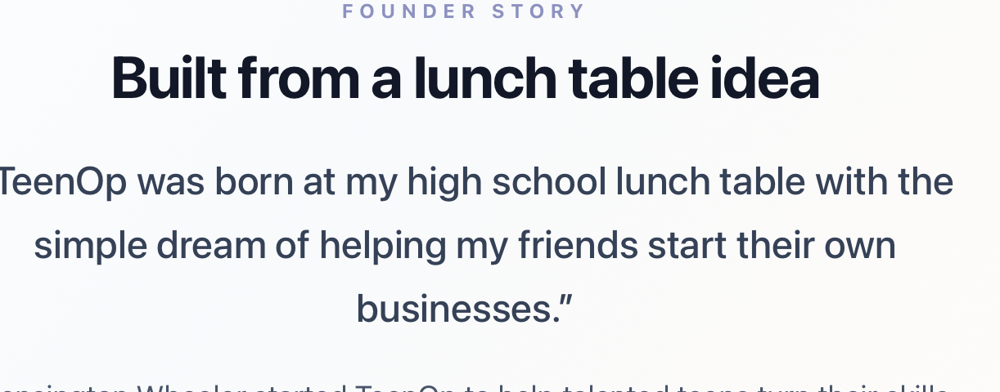 FOUNDER STORY
Built from a lunch table idea
TeenOp was born at my high school lunch table with the
simple dream of helping my friends start their own
businesses.”
Wheeler started TeenOp to help talented teens turn their skills